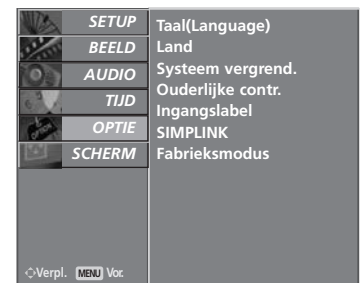 SETUP
BEELD
AUDIO
TIJD
OPTIE
SCHERM
Taal(Language)
Land
Systeem vergrend.
Ouderlijke contr.
Ingangslabel
SIMPLINK
Fabrieksmodus
Verpl. MENU Vor.